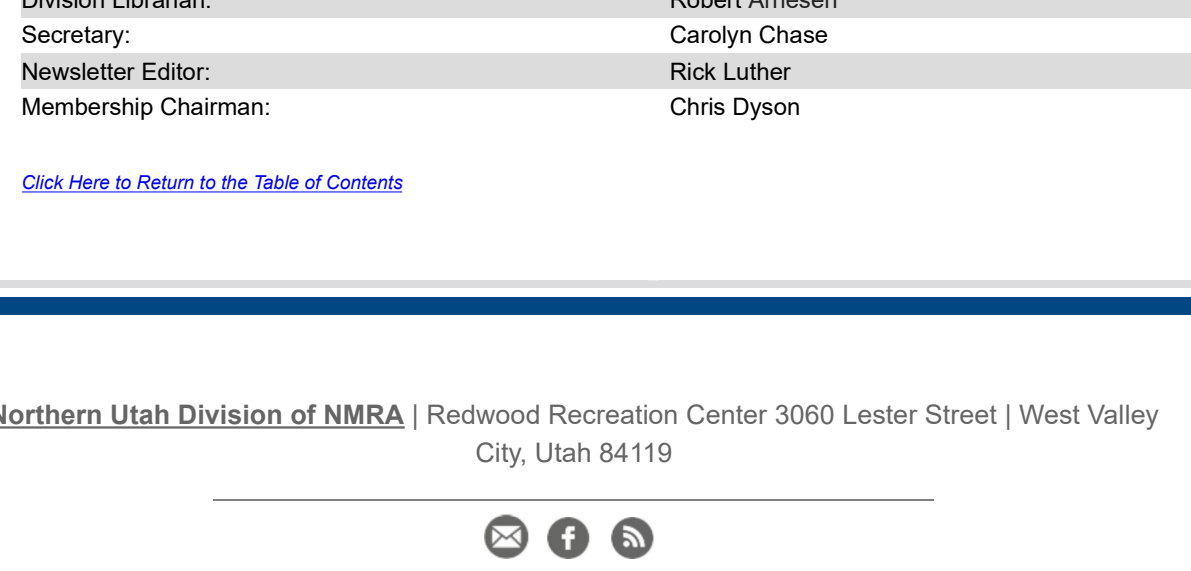 Division Librarian: Robert Arnesen
Secretary: Carolyn Chase
Newsletter Editor: Rick Luther
Membership Chairman: Chris Dyson
Click Here to Return to the Table of Contents
Northern Utah Division of NMRA | Redwood Recreation Center 3060 Lester Street | West Valley
City, Utah 84119